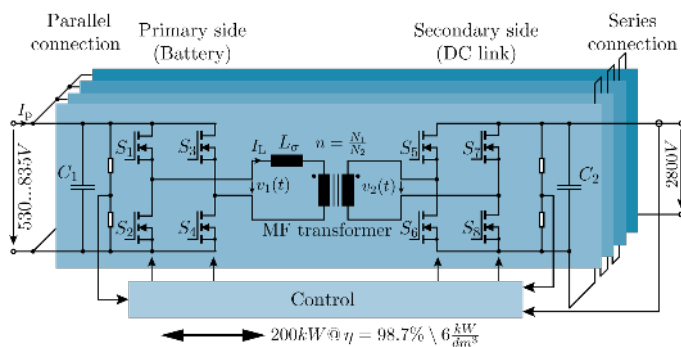 Parallel connection
Primary side (Battery)
Secondary side (DC link)
Series connection
I_p
S_1
S_3
I_L
L_σ
n = N_1/N_2
S_5
S_7
530...835V
C_1
v_1(t)
v_2(t)
C_2
2800V
S_2
S_4
MF transformer
S_6
S_8
Control
200kW @ η = 98.7% \ 6 kW/dm³